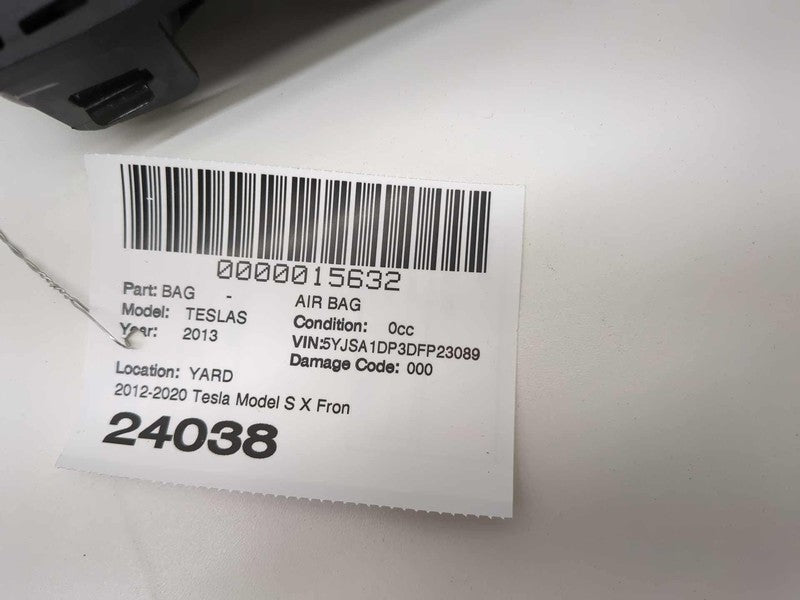 0000015632
Part: BAG - AIR BAG
Model: TESLAS Condition: 0cc
Year: 2013 VIN:5YJSA1DP3DFP23089
Damage Code: 000
Location: YARD
2012-2020 Tesla Model S X Fron
24038